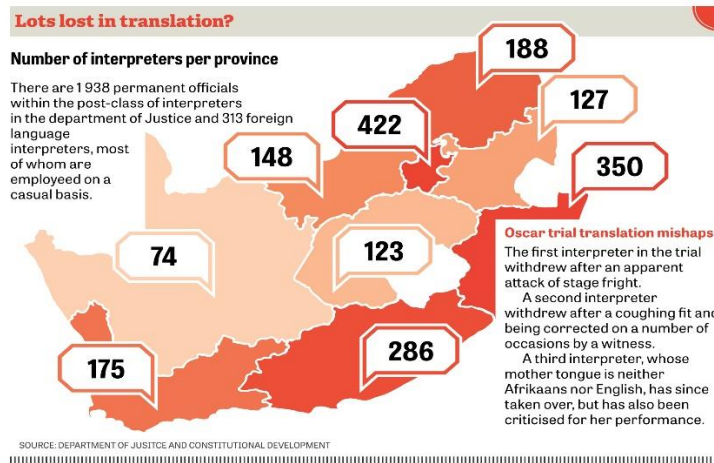 Lots lost in translation?
Number of interpreters per province
There are 1 938 permanent officials
within the post-class of interpreters
in the department of Justice and 313 foreign
language
interpreters, most
of whom are
employeed on a
casual basis.
188
127
422
148
350
74
123
175
286
Oscar trial translation mishaps
The first interpreter in the trial
withdrew after an apparent
attack of stage fright.
A second interpreter
withdrew after a coughing fit and
being corrected on a number of
occasions by a witness.
A third interpreter, whose
mother tongue is neither
Afrikaans nor English, has since
taken over, but has also been
criticised for her performance.
SOURCE: DEPARTMENT OF JUSITCE AND CONSTITUTIONAL DEVELOPMENT